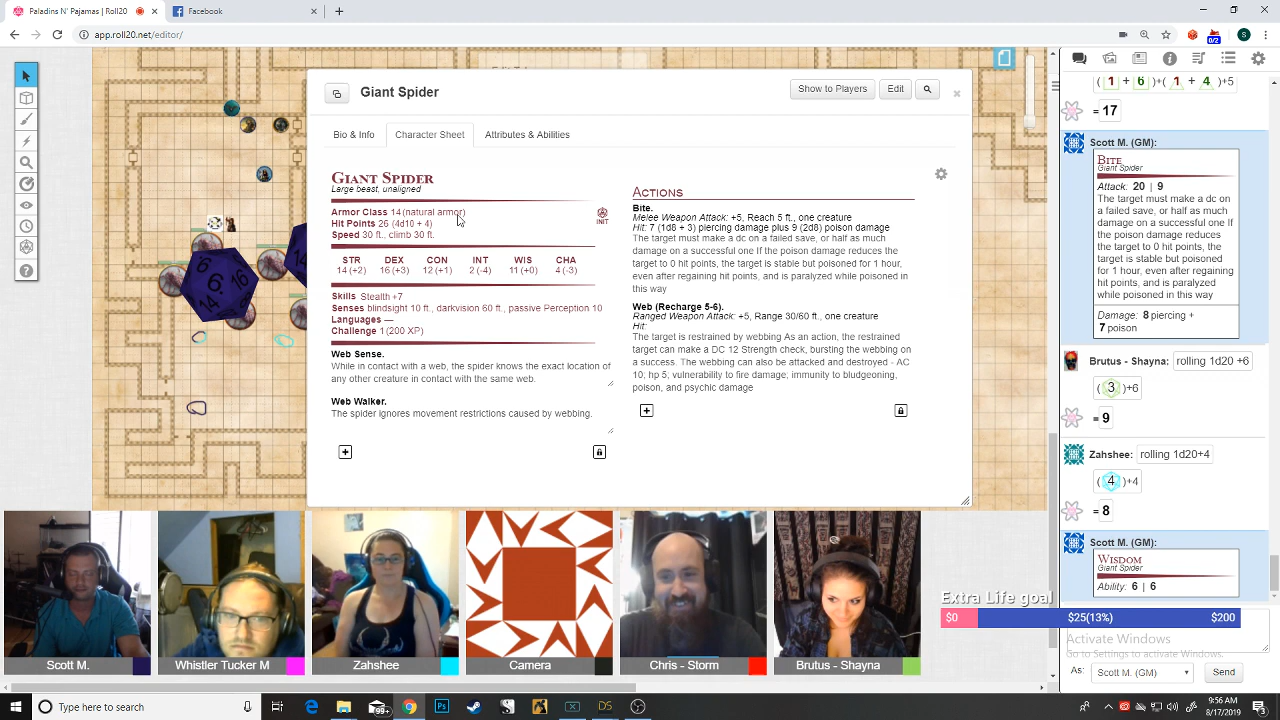 Paladins N' Pajamas | Roll20
Facebook
app.roll20.net/editor/
0/2
S
Giant Spider
Show to Players
Edit
Bio & Info
Character Sheet
Attributes & Abilities
GIANT SPIDER
Large beast, unaligned
Armor Class 14 (natural armor)
Hit Points 26 (4d10 + 4)
Speed 30 ft., climb 30 ft.
INIT
STR DEX CON INT WIS CHA
14 (+2) 16 (+3) 12 (+1) 2 (-4) 11 (+0) 4 (-3)
Skills Stealth +7
Senses blindsight 10 ft., darkvision 60 ft., passive Perception 10
Languages —
Challenge 1 (200 XP)
Web Sense.
While in contact with a web, the spider knows the exact location of
any other creature in contact with the same web.
Web Walker.
The spider ignores movement restrictions caused by webbing.
ACTIONS
Bite.
Melee Weapon Attack: +5, Reach 5 ft., one creature
Hit: 7 (1d8 + 3) piercing damage plus 9 (2d8) poison damage
The target must make a dc on a failed save, or half as much
damage on a successful one If the poison damage reduces
the target to 0 hit points, the target is stable but poisoned for 1 hour,
even after regaining hit points, and is paralyzed while poisoned in
this way
Web (Recharge 5-6).
Ranged Weapon Attack: +5, Range 30/60 ft., one creature
Hit:
The target is restrained by webbing As an action, the restrained
target can make a DC 12 Strength check, bursting the webbing on
a success. The webbing can also be attacked and destroyed - AC
10; hp 5; vulnerability to fire damage; immunity to bludgeoning,
poison, and psychic damage
( 1 + 6 )+( 1 + 4 )+5
= 17
Scott M. (GM):
BITE
Giant Spider
Attack: 20 | 9
The target must make a dc
on a failed save, or half as
much damage on a
successful one If the
poison damage reduces
the target to 0 hit points,
the target is stable but
poisoned for 1 hour, even
after regaining hit points,
and is paralyzed while
poisoned in this way
Damage: 8 piercing +
7 poison
Brutus - Shayna: rolling 1d20 +6
( 3 )+6
= 9
Zahshee: rolling 1d20+4
( 4 )+4
= 8
Scott M. (GM):
WISDOM
Giant Spider
Ability: 6 | 6
Extra Life goal
$0 $25(13%) $200
Activate Windows
Go to Settings to activate Windows.
As: Scott M. (GM) Send
Scott M.
Whistler Tucker M
Zahshee
Camera
Chris - Storm
Brutus - Shayna
Type here to search
99+
Ps
DS
9:56 AM
8/17/2019